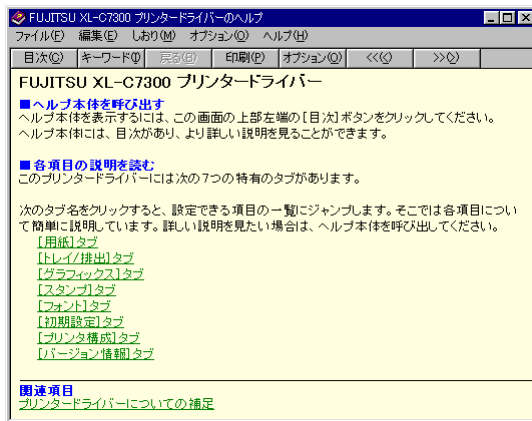 FUJITSU XL-C7300 プリンタードライバーのヘルプ
ファイル(F) 編集(E) しおり(M) オプション(O) ヘルプ(H)
目次(C) キーワード(I) 戻る(B) 印刷(P) オプション(O) <<(<) >>(>)
FUJITSU XL-C7300 プリンタードライバー
■ヘルプ本体を呼び出す
ヘルプ本体を表示するには、この画面の上部左端の[目次]ボタンをクリックしてください。
ヘルプ本体には、目次があり、より詳しい説明を見ることができます。
■各項目の説明を読む
このプリンタードライバーには次の7つの特有のタブがあります。
次のタブ名をクリックすると、設定できる項目の一覧にジャンプします。そこでは各項目につい
て簡単に説明しています。詳しい説明を見たい場合は、ヘルプ本体を呼び出してください。
[用紙]タブ
[トレイ/排出]タブ
[グラフィックス]タブ
[スタンプ]タブ
[フォント]タブ
[初期設定]タブ
[プリンタ構成]タブ
[バージョン情報]タブ
関連項目
プリンタードライバーについての補足